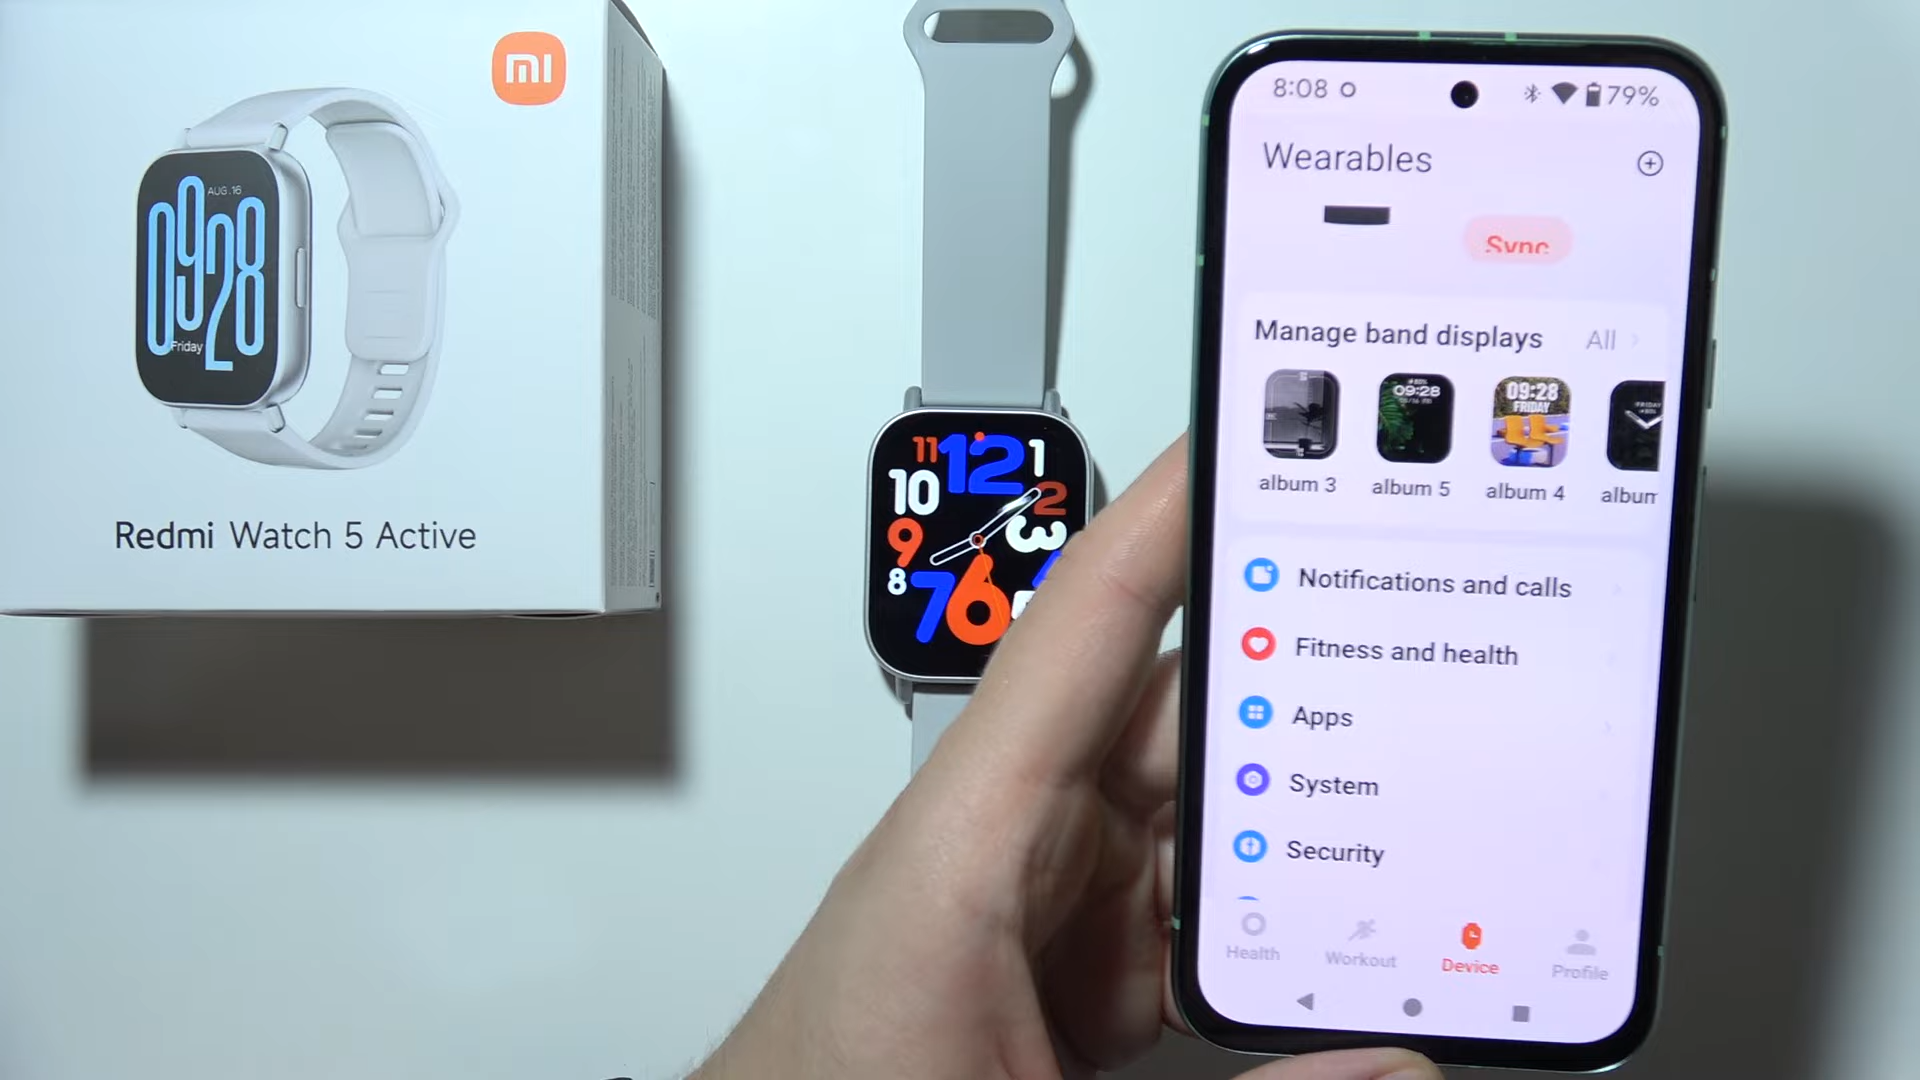 mi
AUG.16
0928
Friday
Redmi Watch 5 Active
11 12 1
10 2
9 3
8
7 6
8:08 79%
Wearables
Sync
Manage band displays All
09:28
09:28
FRIDAY
FRIDAY
album 3 album 5 album 4
Notifications and calls
Fitness and health
Apps
System
Security
Health Workout Device Profile